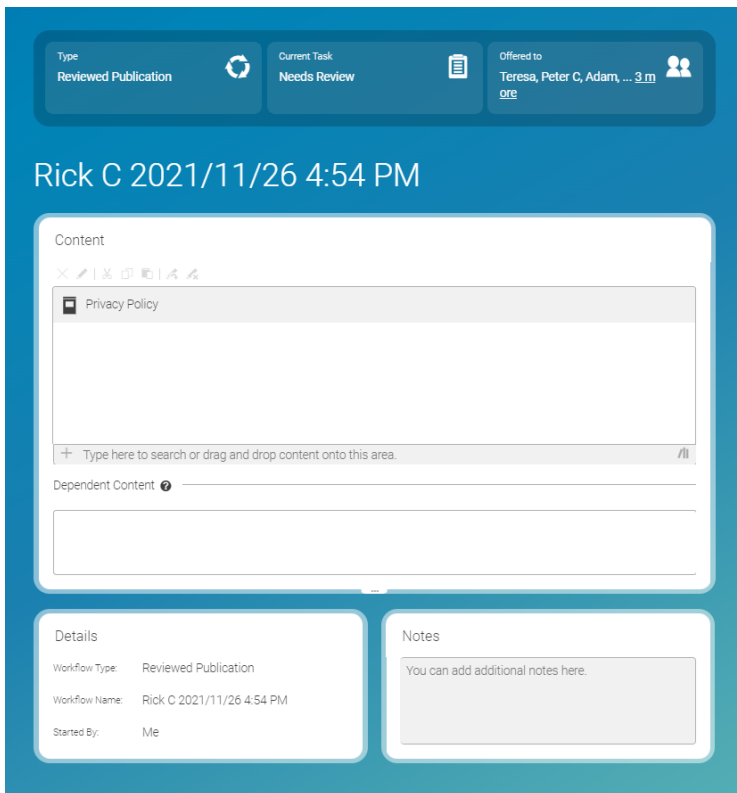 Type
Reviewed Publication
Current Task
Needs Review
Offered to
Teresa, Peter C, Adam, ... 3 m
ore
Rick C 2021/11/26 4:54 PM
Content
Privacy Policy
Type here to search or drag and drop content onto this area.
Dependent Content
Details
Workflow Type: Reviewed Publication
Workflow Name: Rick C 2021/11/26 4:54 PM
Started By: Me
Notes
You can add additional notes here.